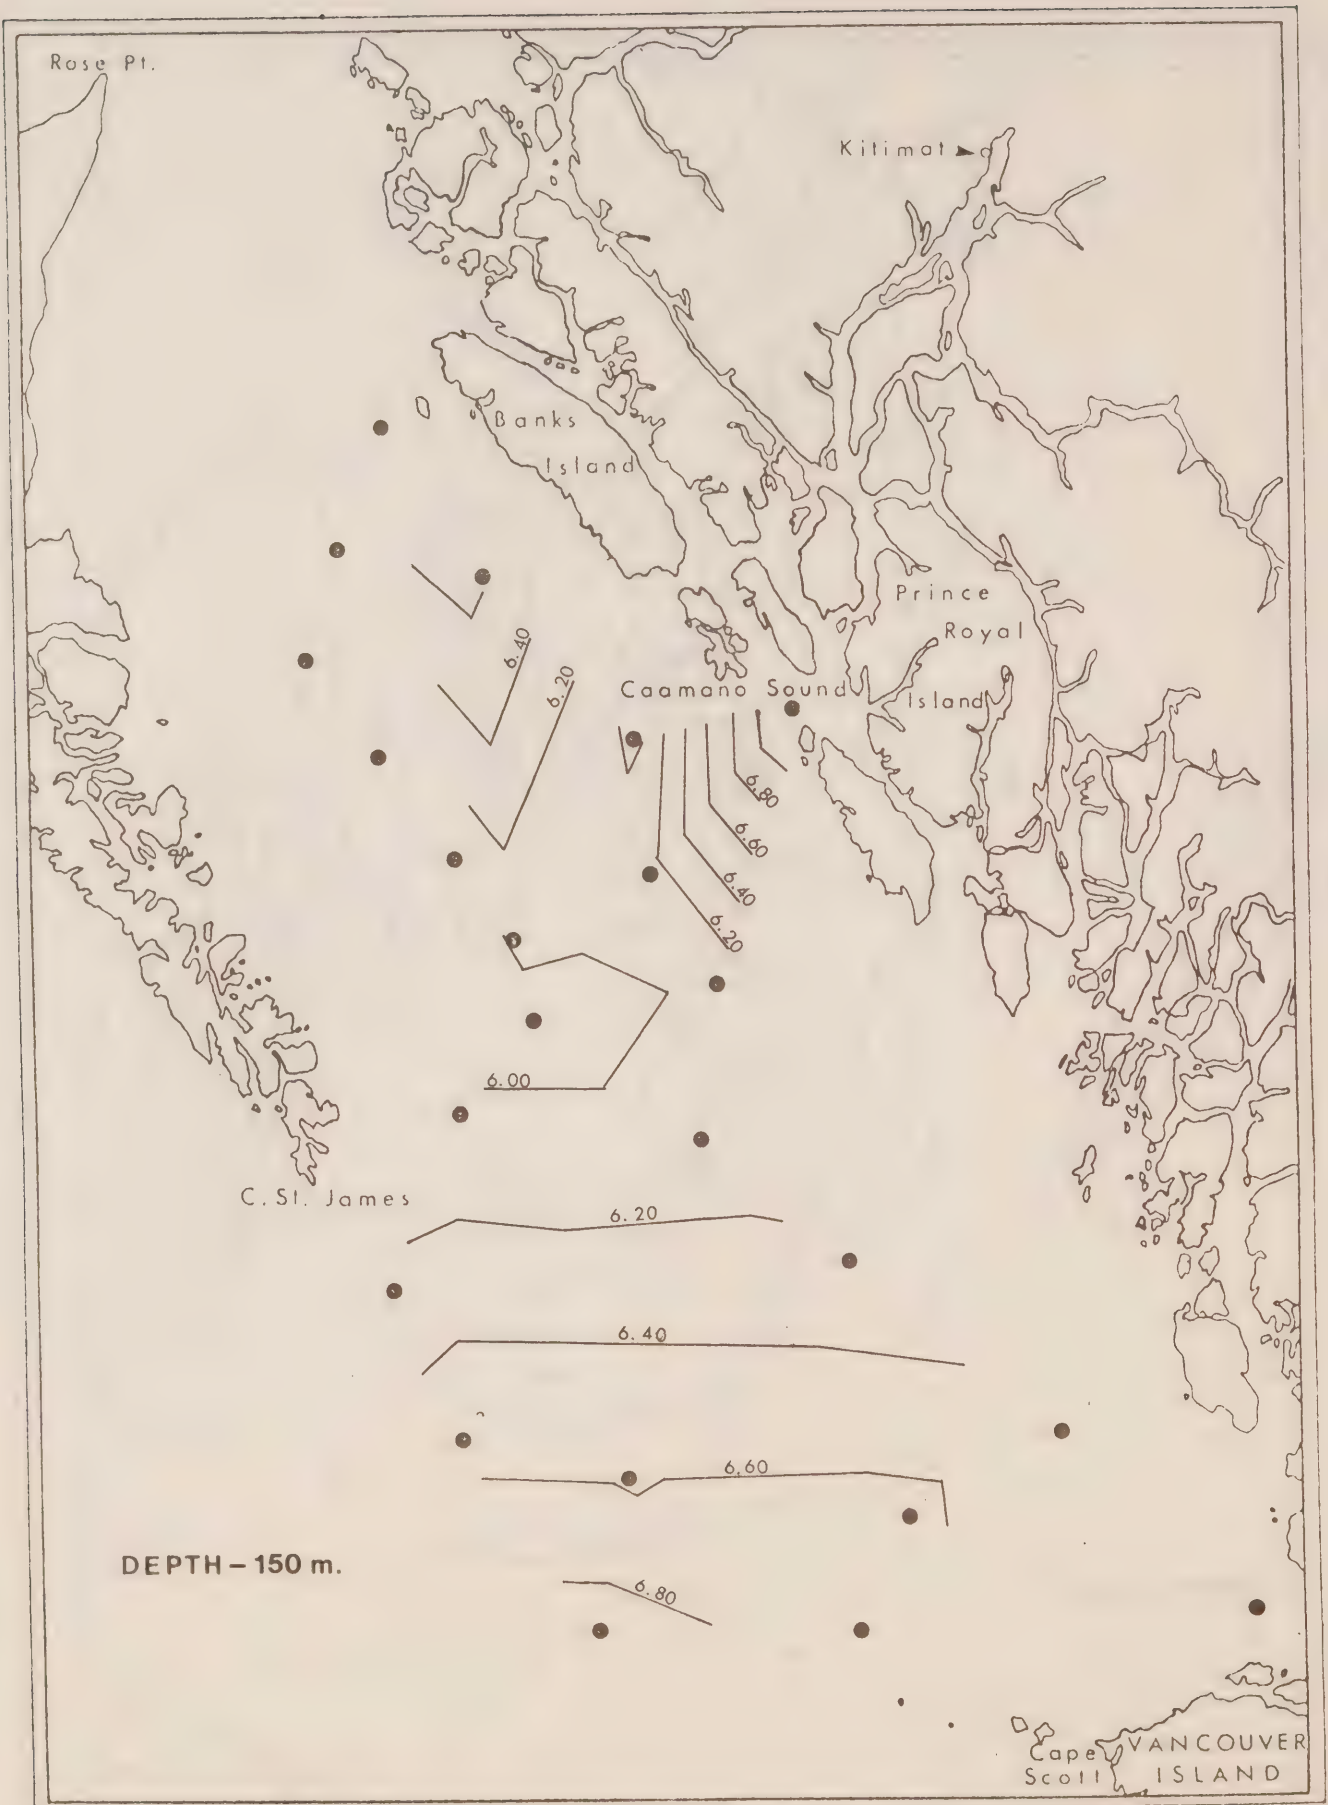 Rose Pt.
Kitimat
Banks
Island
Prince
Royal
Island
Caamano Sound
6.40
6.20
6.80
6.60
6.40
6.20
6.00
C. St. James
6.20
6.40
6.60
DEPTH – 150 m.
6.80
Cape
Scott
VANCOUVER
ISLAND